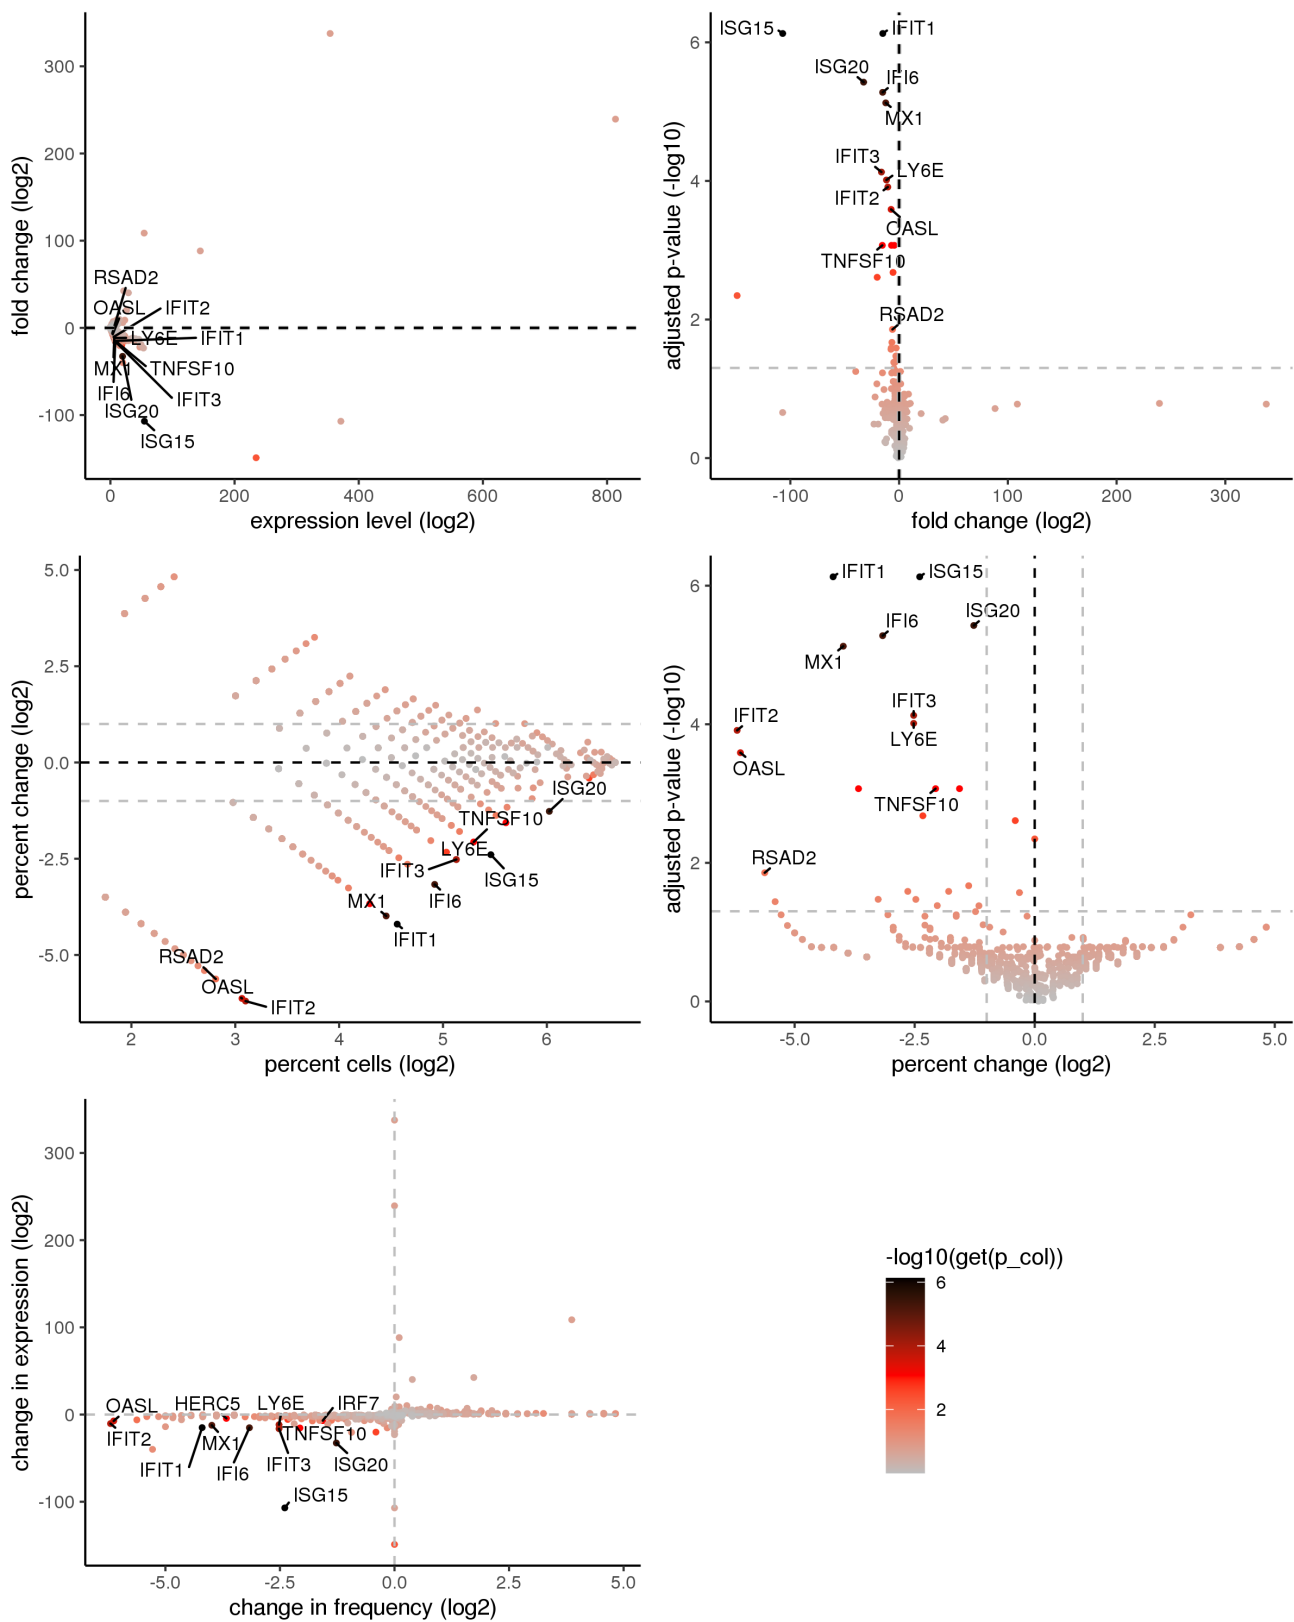 300
200
100
0
-100
fold change (log2)
RSAD2
OASL
IFIT2
LY6E
IFIT1
MX1
TNFSF10
IFI6
IFIT3
ISG20
ISG15
0
200
400
600
800
expression level (log2)
6
4
2
0
adjusted p-value (-log10)
ISG15
IFIT1
ISG20
IFI6
MX1
IFIT3
LY6E
IFIT2
OASL
TNFSF10
RSAD2
-100
0
100
200
300
fold change (log2)
5.0
2.5
0.0
-2.5
-5.0
percent change (log2)
ISG20
TNFSF10
LY6E
IFIT3
ISG15
IFI6
MX1
IFIT1
RSAD2
OASL
IFIT2
2
3
4
5
6
percent cells (log2)
6
4
2
0
adjusted p-value (-log10)
IFIT1
ISG15
ISG20
IFI6
MX1
IFIT3
IFIT2
LY6E
OASL
TNFSF10
RSAD2
-5.0
-2.5
0.0
2.5
5.0
percent change (log2)
300
200
100
0
-100
change in expression (log2)
OASL
HERC5
LY6E
IRF7
IFIT2
MX1
TNFSF10
IFIT1
IFI6
IFIT3
ISG20
ISG15
-5.0
-2.5
0.0
2.5
5.0
change in frequency (log2)
-log10(get(p_col))
6
4
2